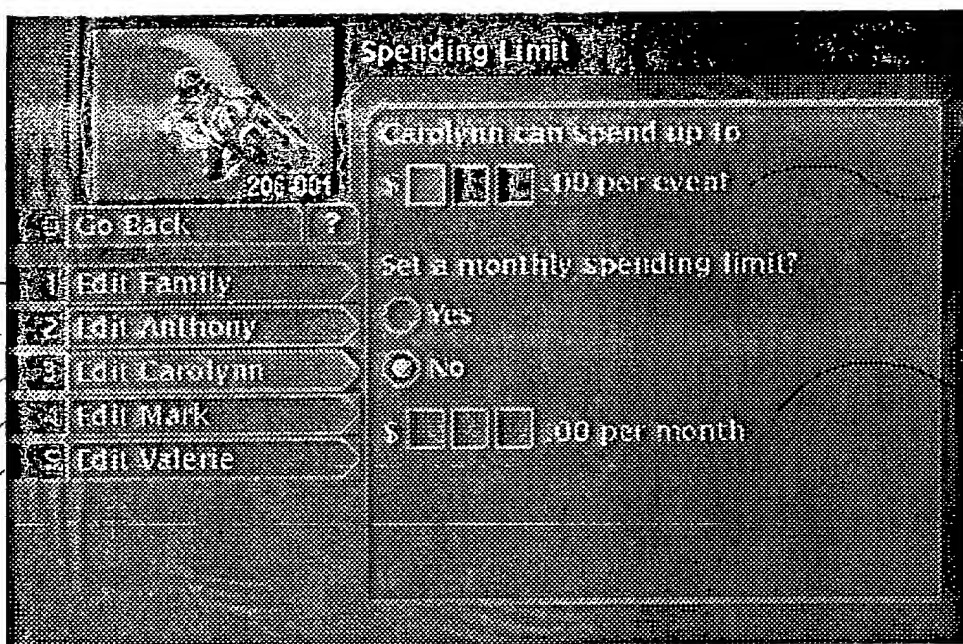 Spending Limit
Carolynn can spend up to
$ .00 per event
Set a monthly spending limit?
Yes
No
$ .00 per month
206-001
0 Go Back ?
1 Edit Family
2 Edit Anthony
3 Edit Carolynn
4 Edit Mark
5 Edit Valerie